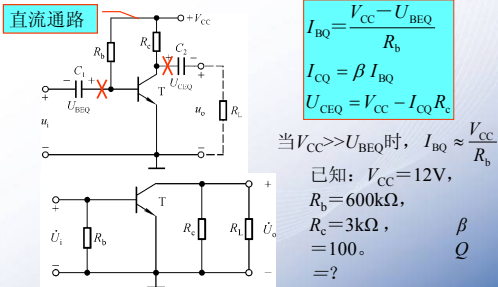 直流通路
+V_CC
R_b
R_c
C_1
C_2
− +
U_BEQ
T
+ −
U_CEQ
+
+
u_i
u_o
R_L
−
−
I_BQ = (V_CC − U_BEQ) / R_b
I_CQ = β I_BQ
U_CEQ = V_CC − I_CQ R_c
当V_CC>>U_BEQ时，I_BQ ≈ V_CC / R_b
已知：V_CC＝12V，
R_b＝600kΩ，
R_c＝3kΩ， β
＝100。 Q
＝？
+
T
+
U̇_i
R_b
R_c
R_L
U̇_o
−
−